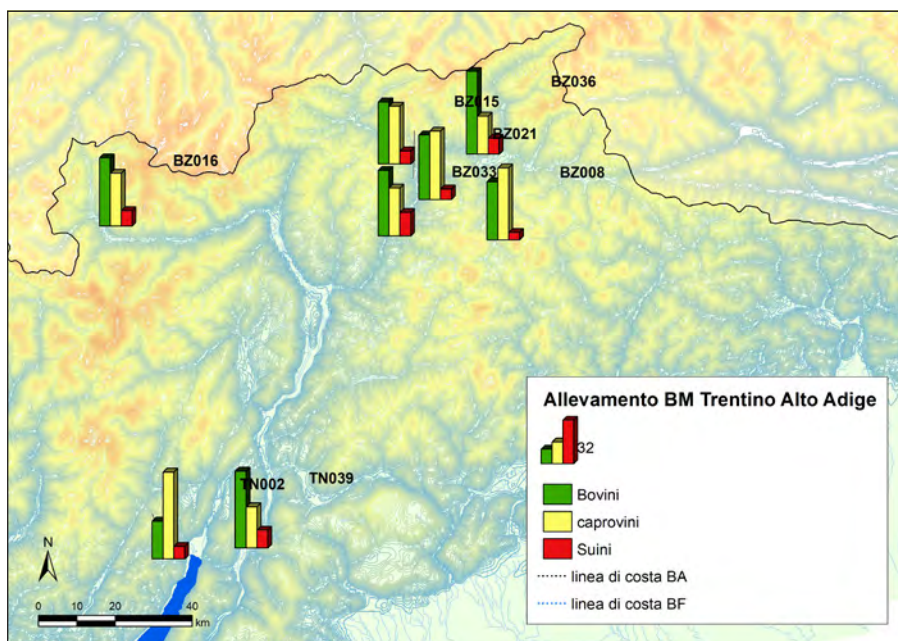 BZ036
BZ015
BZ021
BZ016
BZ033
BZ008
Allevamento BM Trentino Alto Adige
32
Bovini
caprovini
Suini
linea di costa BA
linea di costa BF
TN039
TN002
N
0 10 20 40
km